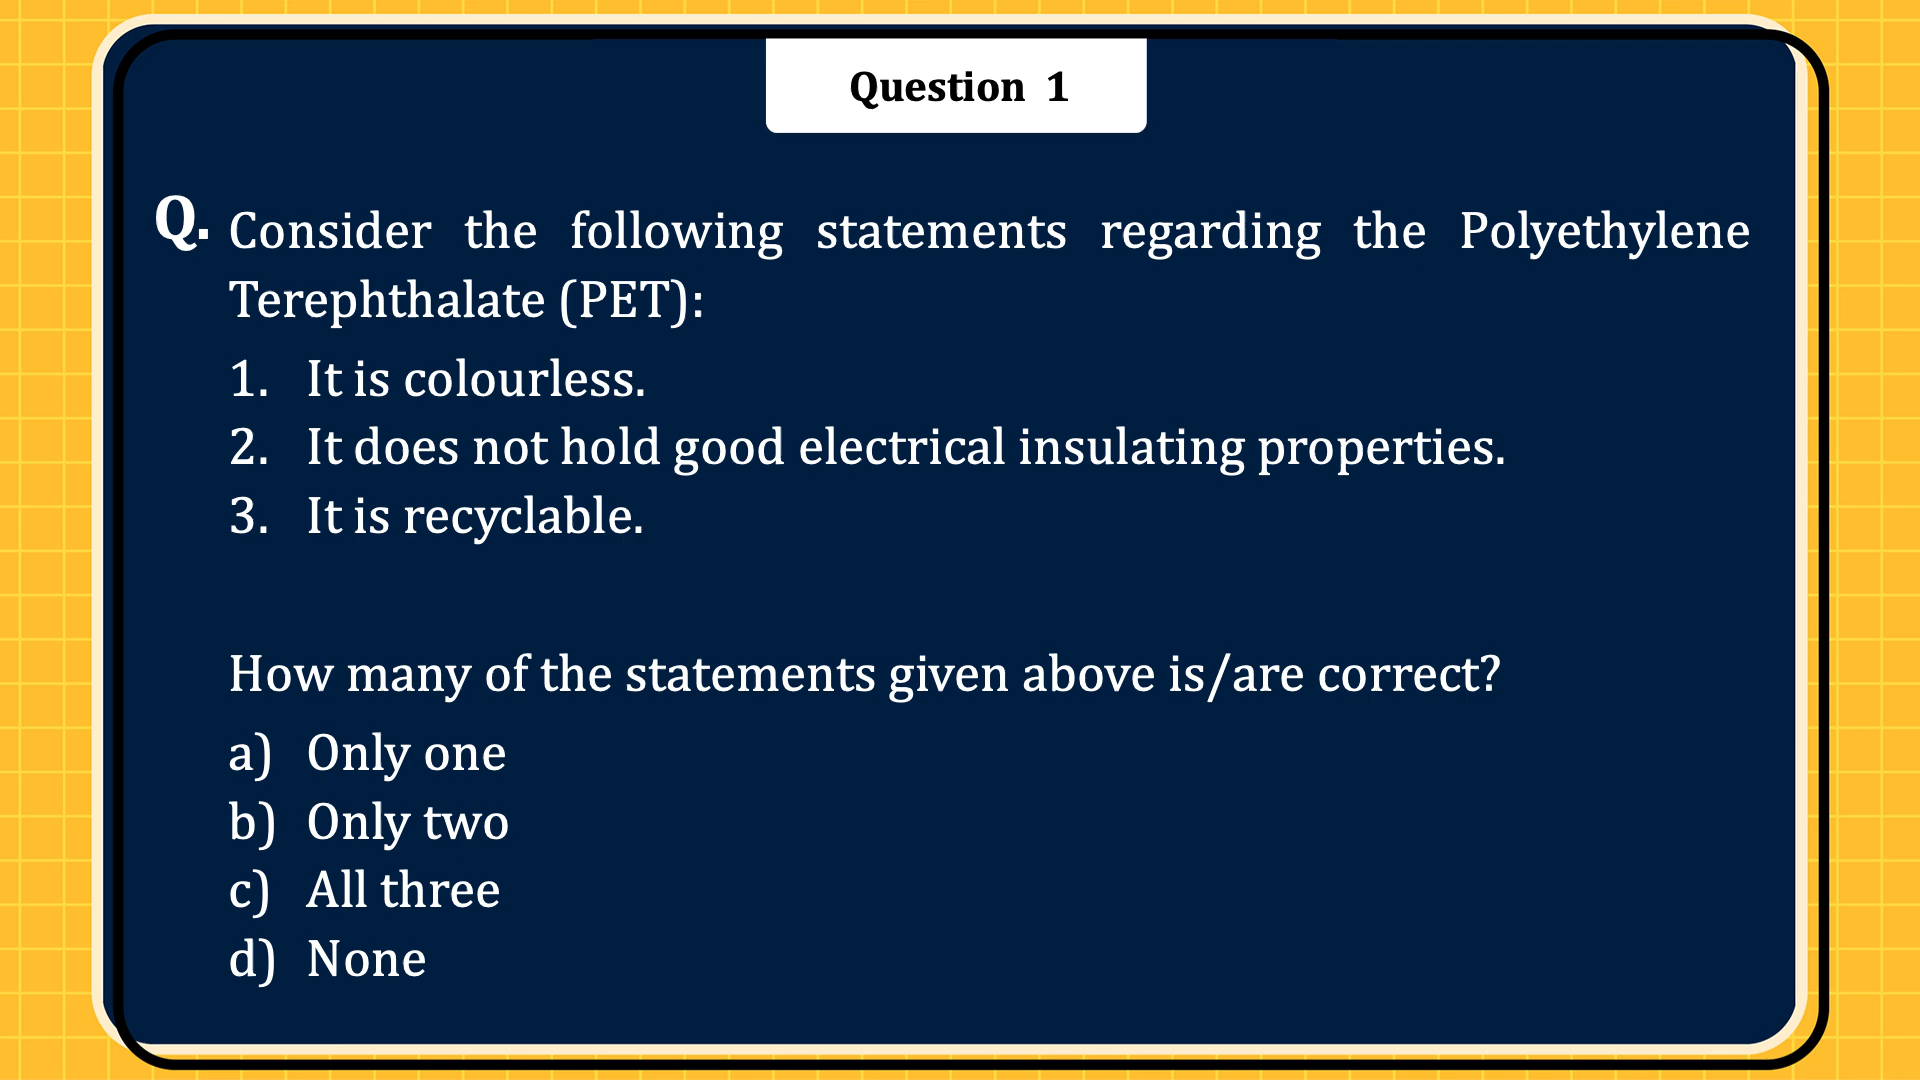 Question 1
Q. Consider the following statements regarding the Polyethylene
Terephthalate (PET):
1. It is colourless.
2. It does not hold good electrical insulating properties.
3. It is recyclable.
How many of the statements given above is/are correct?
a) Only one
b) Only two
c) All three
d) None